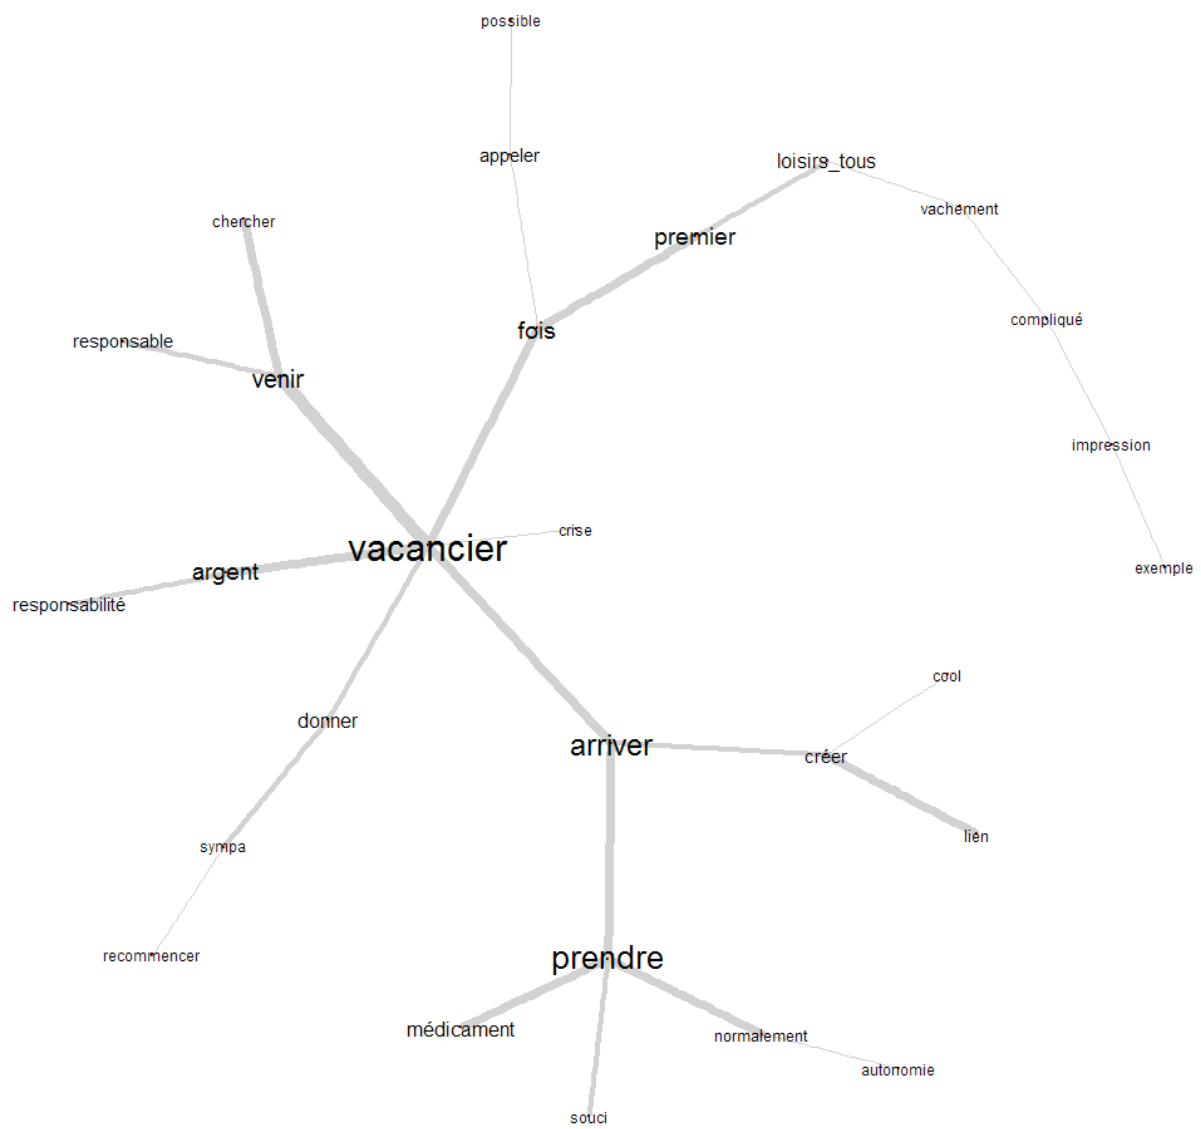 possible
appeler
loisirs_tous
vachement
chercher
premier
compliqué
fois
responsable
venir
impression
crise
vacancier
exemple
argent
responsabilité
cool
donner
arriver
créer
lien
sympa
recommencer
prendre
médicament
normalement
autonomie
souci